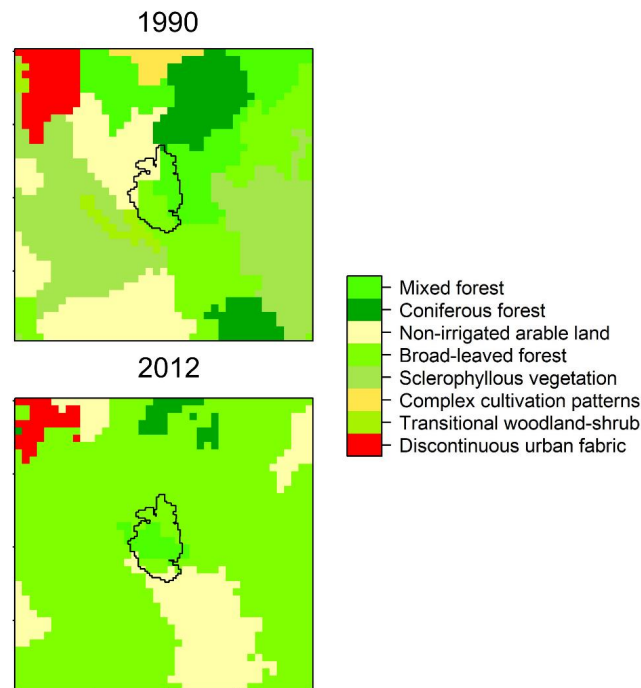 1990
Mixed forest
Coniferous forest
Non-irrigated arable land
Broad-leaved forest
Sclerophyllous vegetation
Complex cultivation patterns
Transitional woodland-shrub
Discontinuous urban fabric
2012